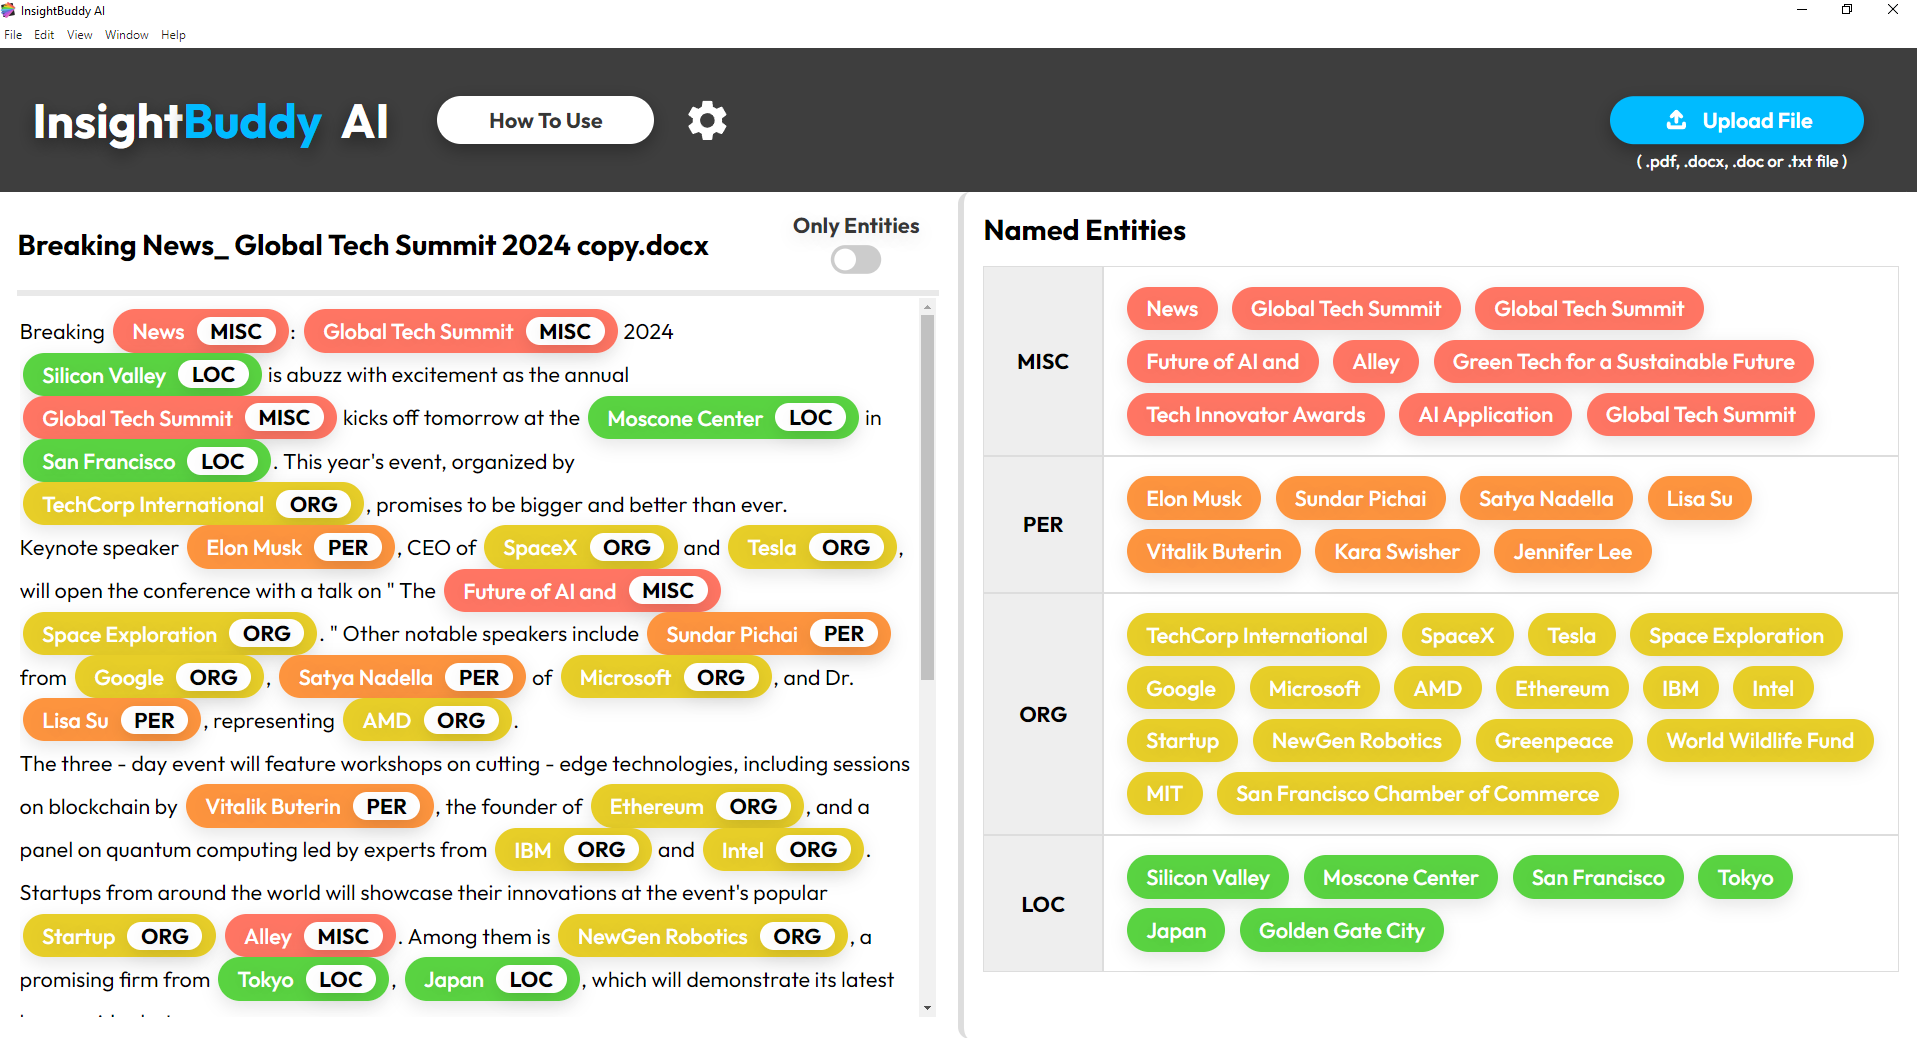 InsightBuddy AI
File Edit View Window Help
InsightBuddy AI
How To Use
Upload File
( .pdf, .docx, .doc or .txt file )
Breaking News_ Global Tech Summit 2024 copy.docx
Only Entities
Breaking News MISC : Global Tech Summit MISC 2024
Silicon Valley LOC is abuzz with excitement as the annual
Global Tech Summit MISC kicks off tomorrow at the Moscone Center LOC in
San Francisco LOC . This year's event, organized by
TechCorp International ORG , promises to be bigger and better than ever.
Keynote speaker Elon Musk PER , CEO of SpaceX ORG and Tesla ORG ,
will open the conference with a talk on " The Future of AI and MISC
Space Exploration ORG . " Other notable speakers include Sundar Pichai PER
from Google ORG , Satya Nadella PER of Microsoft ORG , and Dr.
Lisa Su PER , representing AMD ORG .
The three - day event will feature workshops on cutting - edge technologies, including sessions
on blockchain by Vitalik Buterin PER , the founder of Ethereum ORG , and a
panel on quantum computing led by experts from IBM ORG and Intel ORG .
Startups from around the world will showcase their innovations at the event's popular
Startup ORG Alley MISC . Among them is NewGen Robotics ORG , a
promising firm from Tokyo LOC , Japan LOC , which will demonstrate its latest
Named Entities
MISC
News Global Tech Summit Global Tech Summit
Future of AI and Alley Green Tech for a Sustainable Future
Tech Innovator Awards AI Application Global Tech Summit
PER
Elon Musk Sundar Pichai Satya Nadella Lisa Su
Vitalik Buterin Kara Swisher Jennifer Lee
ORG
TechCorp International SpaceX Tesla Space Exploration
Google Microsoft AMD Ethereum IBM Intel
Startup NewGen Robotics Greenpeace World Wildlife Fund
MIT San Francisco Chamber of Commerce
LOC
Silicon Valley Moscone Center San Francisco Tokyo
Japan Golden Gate City